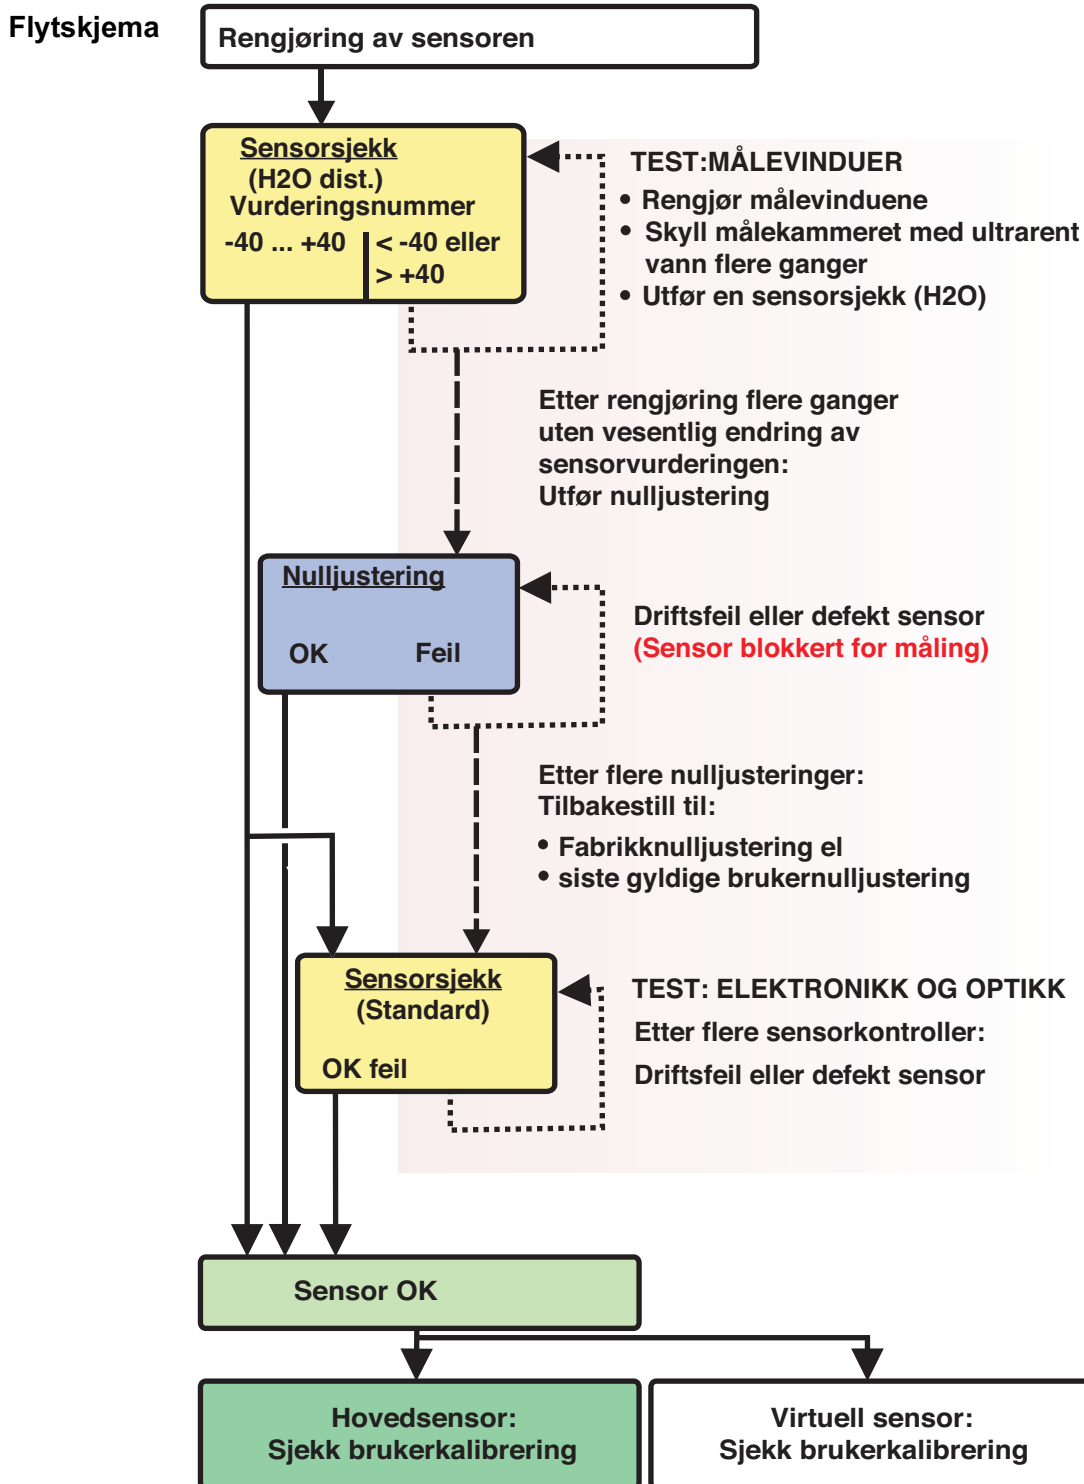 Flytskjema
Rengjøring av sensoren
Sensorsjekk
(H2O dist.)
Vurderingsnummer
-40 ... +40 < -40 eller
> +40
TEST:MÅLEVINDUER
• Rengjør målevinduene
• Skyll målekammeret med ultrarent
vann flere ganger
• Utfør en sensorsjekk (H2O)
Etter rengjøring flere ganger
uten vesentlig endring av
sensorvurderingen:
Utfør nulljustering
Nulljustering
OK Feil
Driftsfeil eller defekt sensor
(Sensor blokkert for måling)
Etter flere nulljusteringer:
Tilbakestill til:
• Fabrikknulljustering el
• siste gyldige brukernulljustering
Sensorsjekk
(Standard)
OK feil
TEST: ELEKTRONIKK OG OPTIKK
Etter flere sensorkontroller:
Driftsfeil eller defekt sensor
Sensor OK
Hovedsensor:
Sjekk brukerkalibrering
Virtuell sensor:
Sjekk brukerkalibrering